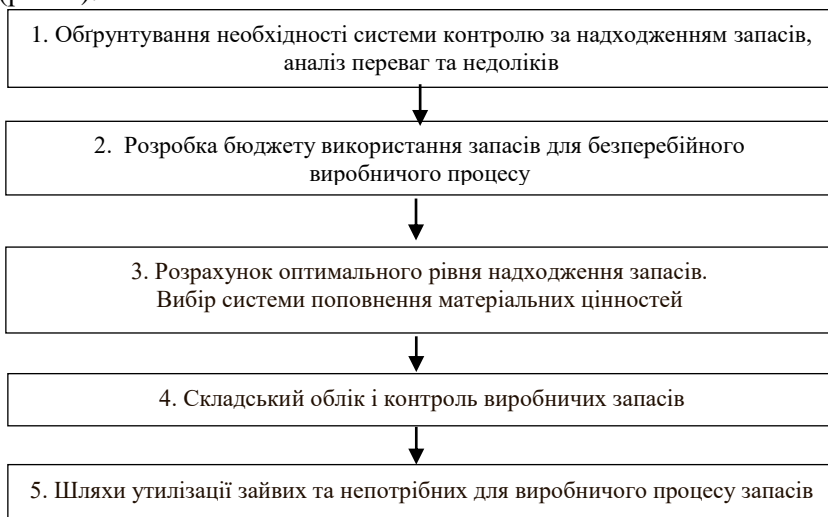 1. Обґрунтування необхідності системи контролю за надходженням запасів,
аналіз переваг та недоліків
2. Розробка бюджету використання запасів для безперебійного
виробничого процесу
3. Розрахунок оптимального рівня надходження запасів.
Вибір системи поповнення матеріальних цінностей
4. Складський облік і контроль виробничих запасів
5. Шляхи утилізації зайвих та непотрібних для виробничого процесу запасів